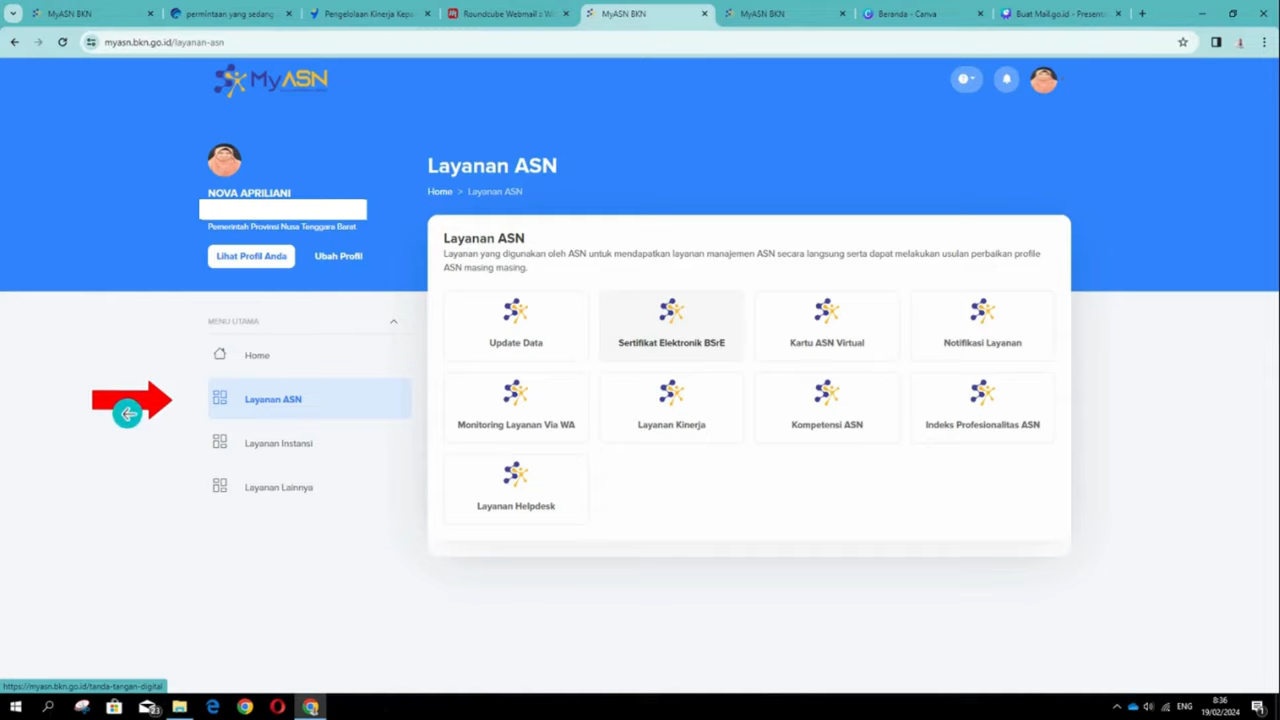 MyASN BKN
permintaan yang sedang
Pengelolaan Kinerja Kep
Roundcube Webmail ::
MyASN BKN
MyASN BKN
Beranda - Canva
Buat Mail.go.id - Present
myasn.bkn.go.id/layanan-asn
MyASN
NOVA APRILIANI
Pemerintah Provinsi Nusa Tenggara Barat
Lihat Profil Anda
Ubah Profil
MENU UTAMA
Home
Layanan ASN
Layanan Instansi
Layanan Lainnya
Layanan ASN
Home > Layanan ASN
Layanan ASN
Layanan yang digunakan oleh ASN untuk mendapatkan layanan manajemen ASN secara langsung serta dapat melakukan usulan perbaikan profile
ASN masing masing.
Update Data
Sertifikat Elektronik BSrE
Kartu ASN Virtual
Notifikasi Layanan
Monitoring Layanan Via WA
Layanan Kinerja
Kompetensi ASN
Indeks Profesionalitas ASN
Layanan Helpdesk
https://myasn.bkn.go.id/tanda-tangan-digital
23
ENG
8:36
19/02/2024
1